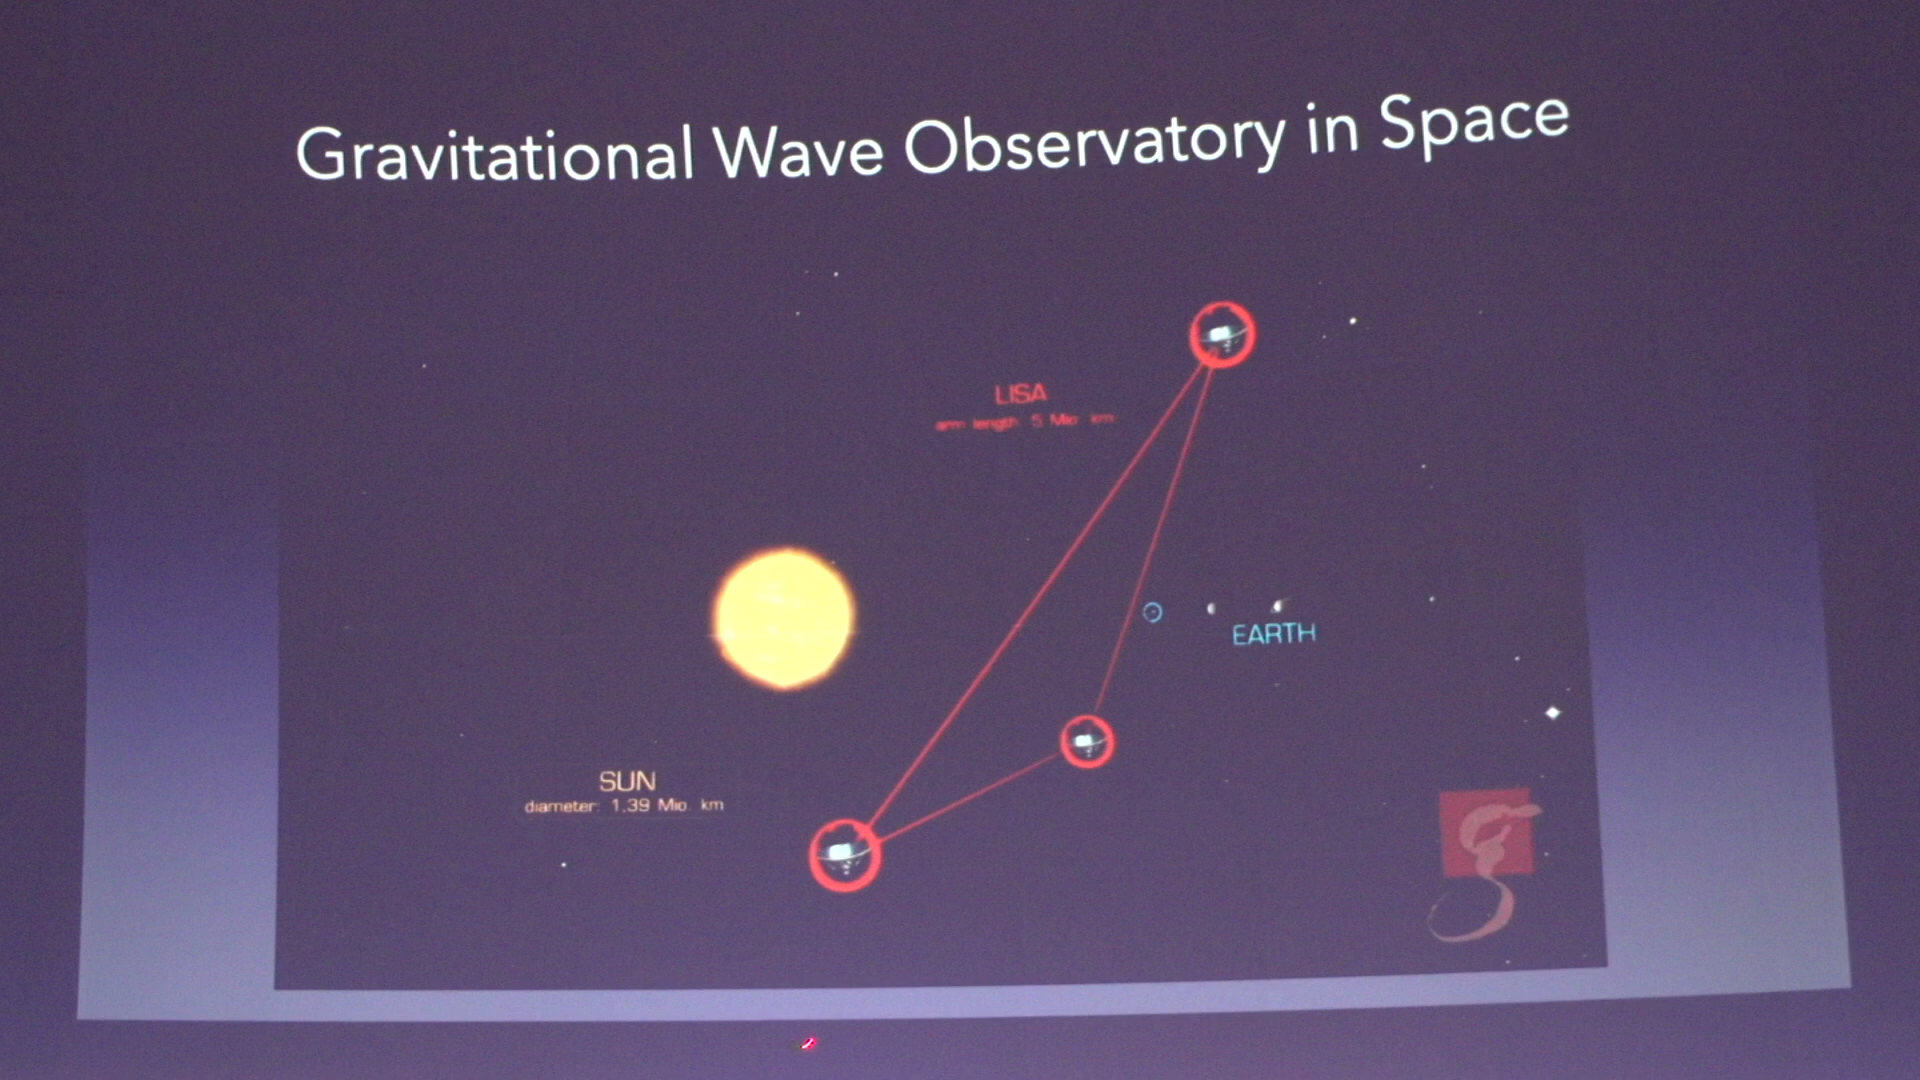 Gravitational Wave Observatory in Space
LISA
arm length: 5 Mio. km
EARTH
SUN
diameter: 1.39 Mio. km